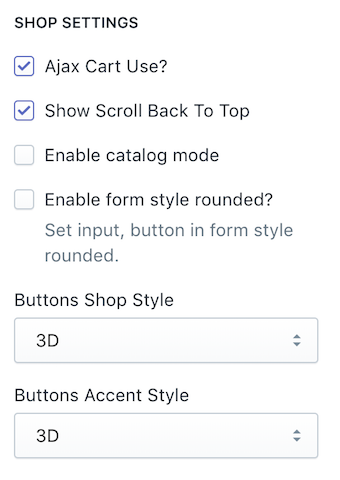 SHOP SETTINGS
Ajax Cart Use?
Show Scroll Back To Top
Enable catalog mode
Enable form style rounded?
Set input, button in form style
rounded.
Buttons Shop Style
3D
Buttons Accent Style
3D